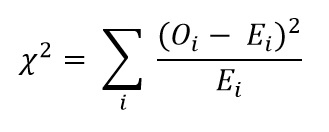 χ² = ∑ᵢ (Oᵢ − Eᵢ)² / Eᵢ